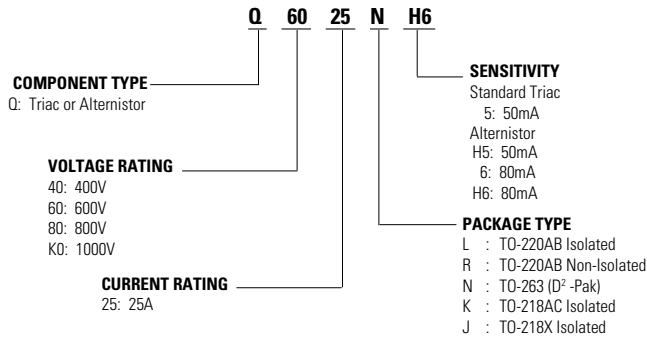 Q 60 25 N H6
COMPONENT TYPE
Q: Triac or Alternistor
VOLTAGE RATING
40: 400V
60: 600V
80: 800V
K0: 1000V
CURRENT RATING
25: 25A
SENSITIVITY
Standard Triac
5: 50mA
Alternistor
H5: 50mA
6: 80mA
H6: 80mA
PACKAGE TYPE
L : TO-220AB Isolated
R : TO-220AB Non-Isolated
N : TO-263 (D² -Pak)
K : TO-218AC Isolated
J : TO-218X Isolated